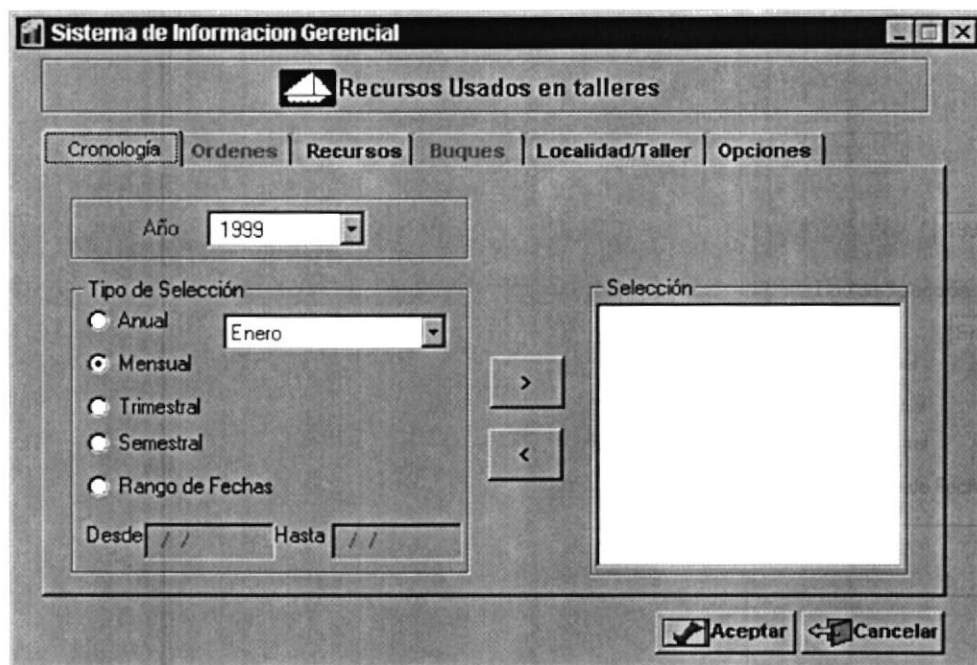 Sistema de Informacion Gerencial
Recursos Usados en talleres
Cronología Ordenes Recursos Buques Localidad/Taller Opciones
Año 1999
Tipo de Selección
Selección
Anual
Enero
Mensual
>
Trimestral
Semestral
<
Rango de Fechas
Desde / / Hasta / /
Aceptar Cancelar